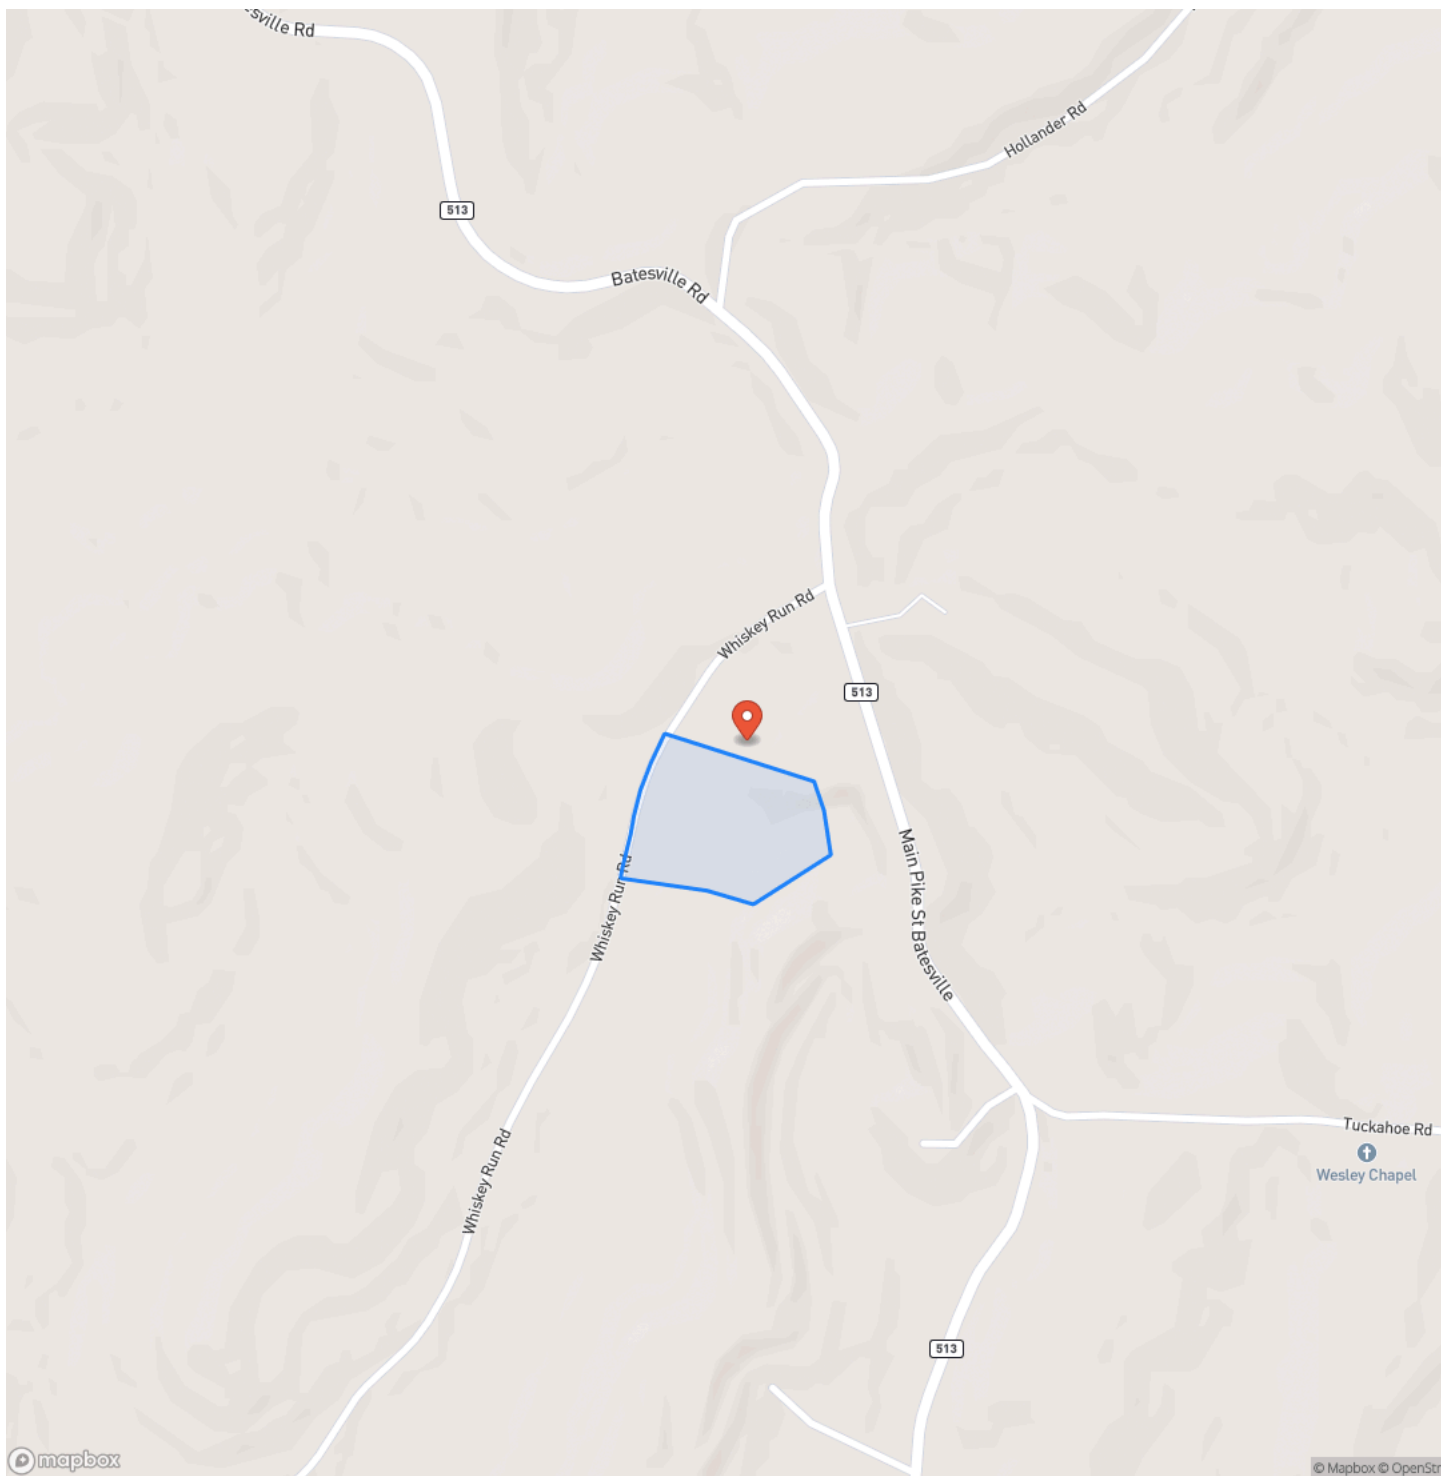 sville Rd
Hollander Rd
513
Batesville Rd
Whiskey Run Rd
513
Main Pike St Batesville
Whiskey Run Rd
Tuckahoe Rd
Wesley Chapel
Whiskey Run Rd
513
mapbox
© Mapbox © OpenStr